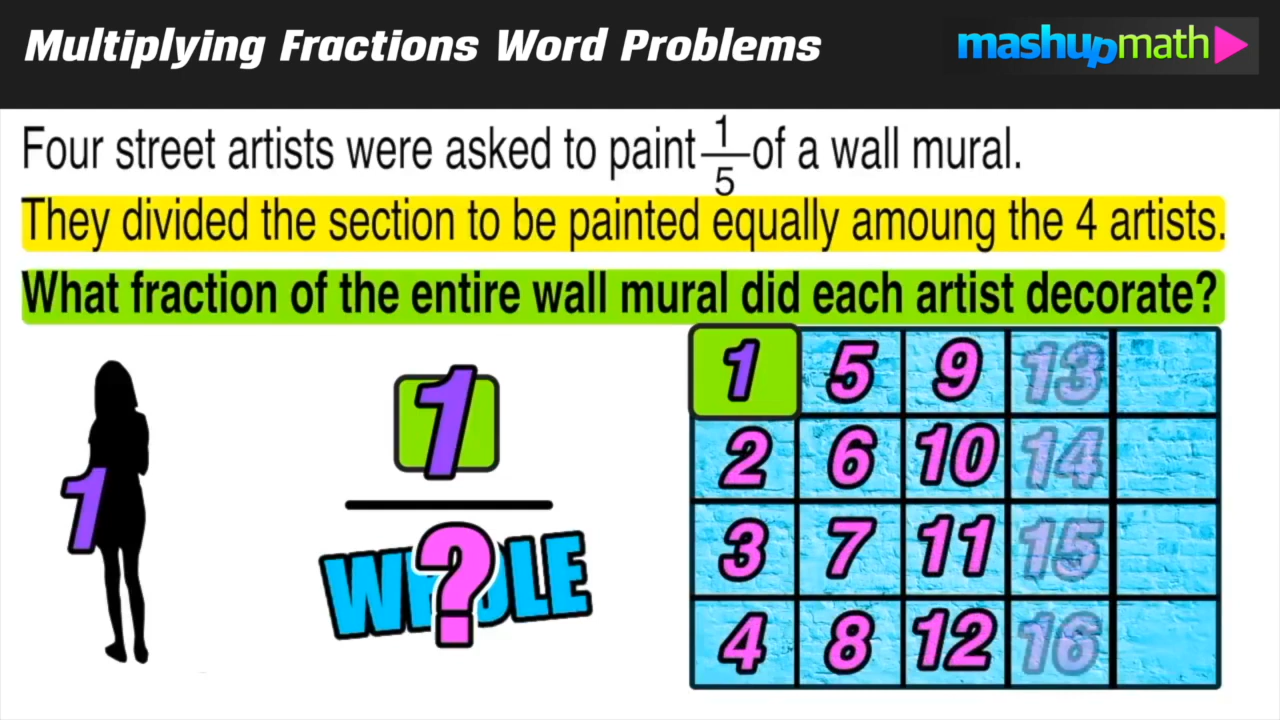 Multiplying Fractions Word Problems
mashupmath
Four street artists were asked to paint 1/5 of a wall mural.
They divided the section to be painted equally amoung the 4 artists.
What fraction of the entire wall mural did each artist decorate?
1
1
WH?LE
1 5 9 13
2 6 10 14
3 7 11 15
4 8 12 16